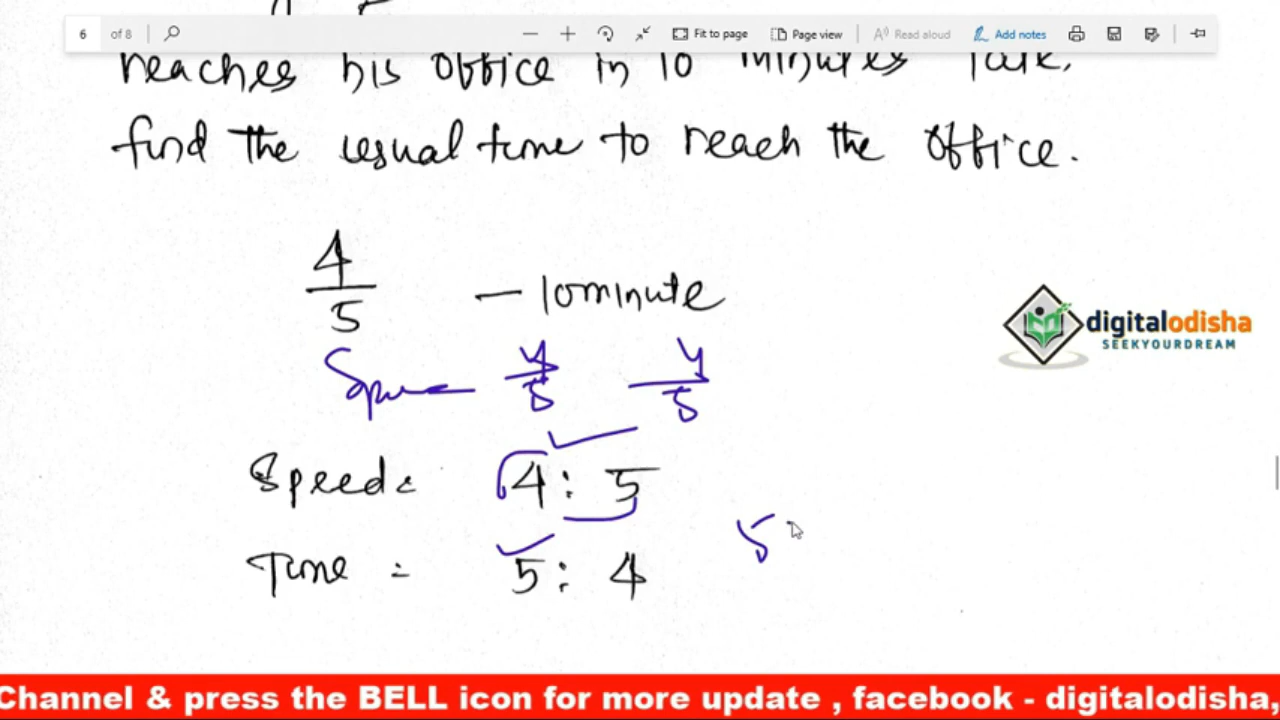 6 of 8 Fit to page Page view Read aloud Add notes
reaches his office in 10 minutes late,
find the usual time to reach the office.
4
5
— 10 minute
4
5
4
5
Speed = 4 : 5
Time = 5 : 4
5
digitalodisha
SEEKYOURDREAM
Channel & press the BELL icon for more update , facebook - digitalodisha,